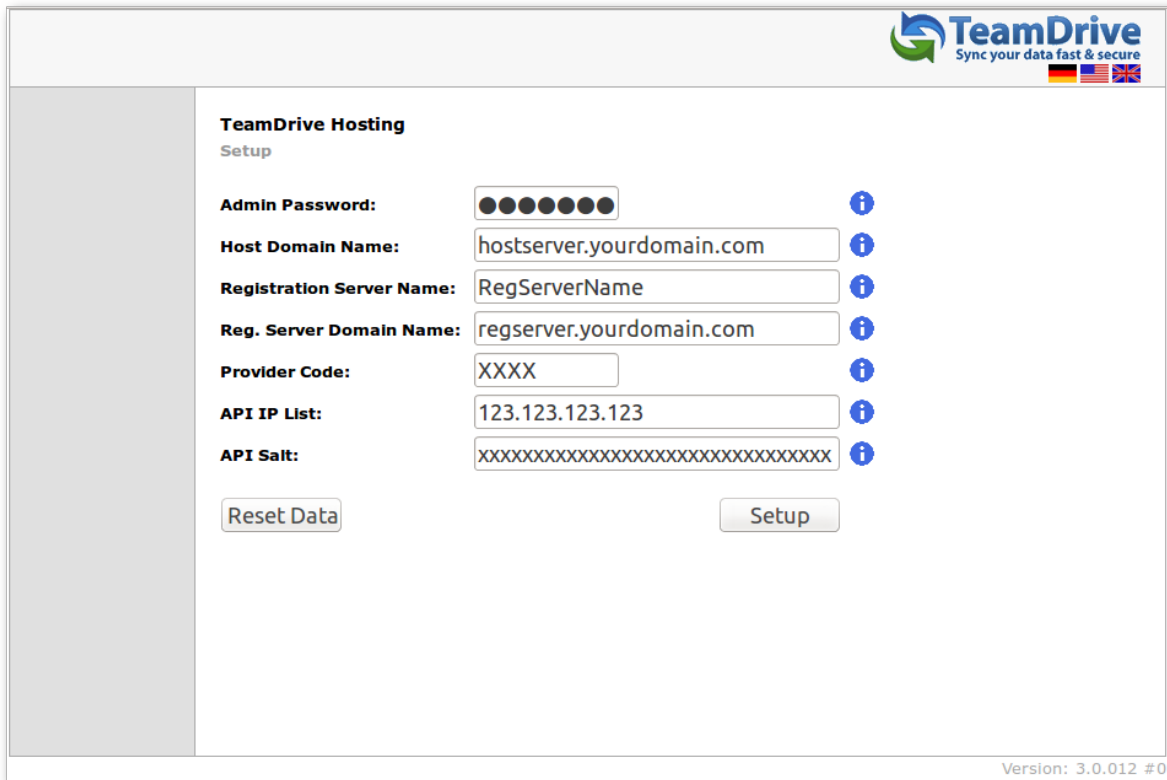 TeamDrive
Sync your data fast & secure
TeamDrive Hosting
Setup
Admin Password: ●●●●●●●
Host Domain Name: hostserver.yourdomain.com
Registration Server Name: RegServerName
Reg. Server Domain Name: regserver.yourdomain.com
Provider Code: XXXX
API IP List: 123.123.123.123
API Salt: xxxxxxxxxxxxxxxxxxxxxxxxxxxxxxxx
Reset Data Setup
Version: 3.0.012 #0